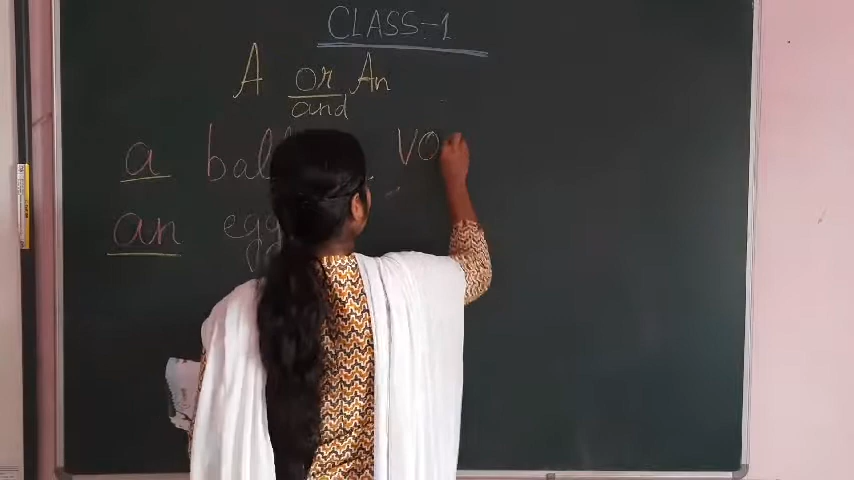 CLASS-1
A or An
and
a ball VO
an egg